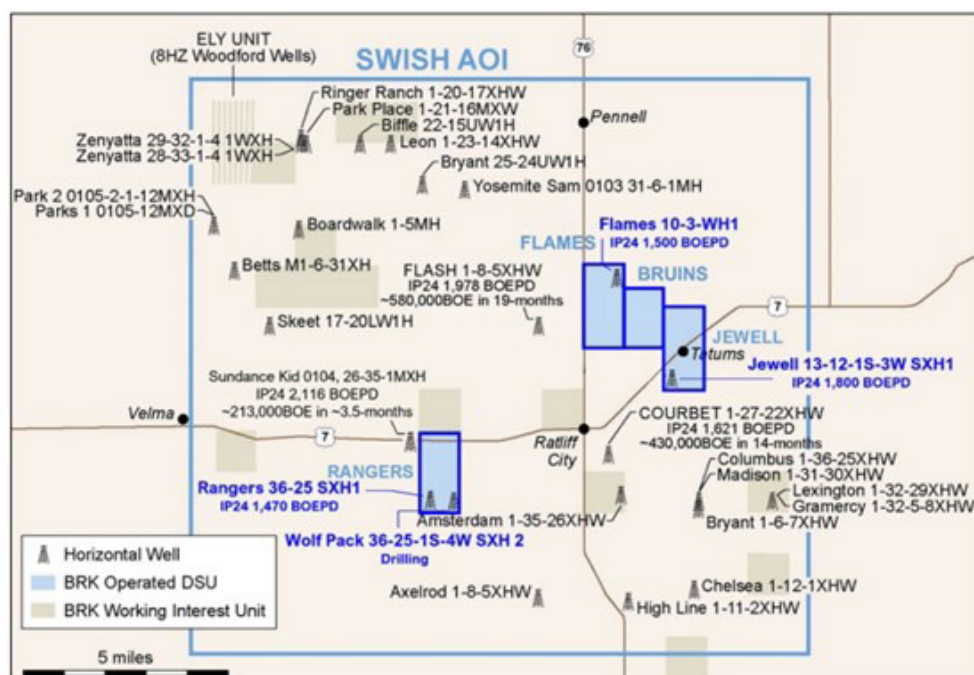 ELY UNIT
(8HZ Woodford Wells)
SWISH AOI
76
Ringer Ranch 1-20-17XHW
Park Place 1-21-16MXW
Biffle 22-15UW1H
Leon 1-23-14XHW
Zenyatta 29-32-1-4 1WXH
Zenyatta 28-33-1-4 1WXH
Pennell
Bryant 25-24UW1H
Yosemite Sam 0103 31-6-1MH
Park 2 0105-2-1-12MXH
Parks 1 0105-12MXD
Boardwalk 1-5MH
Flames 10-3-WH1
IP24 1,500 BOEPD
FLAMES
BRUINS
Betts M1-6-31XH
FLASH 1-8-5XHW
IP24 1,978 BOEPD
~580,000BOE in 19-months
7
Skeet 17-20LW1H
JEWELL
Tatums
Jewell 13-12-1S-3W SXH1
IP24 1,800 BOEPD
Sundance Kid 0104, 26-35-1MXH
IP24 2,116 BOEPD
~213,000BOE in ~3.5-months
Velma
7
Ratliff
City
COURBET 1-27-22XHW
IP24 1,621 BOEPD
~430,000BOE in 14-months
RANGERS
Rangers 36-25 SXH1
IP24 1,470 BOEPD
Columbus 1-36-25XHW
Madison 1-31-30XHW
Lexington 1-32-29XHW
Gramercy 1-32-5-8XHW
Amsterdam 1-35-26XHW
Bryant 1-6-7XHW
Wolf Pack 36-25-1S-4W SXH 2
Drilling
Axelrod 1-8-5XHW
Chelsea 1-12-1XHW
High Line 1-11-2XHW
Horizontal Well
BRK Operated DSU
BRK Working Interest Unit
5 miles